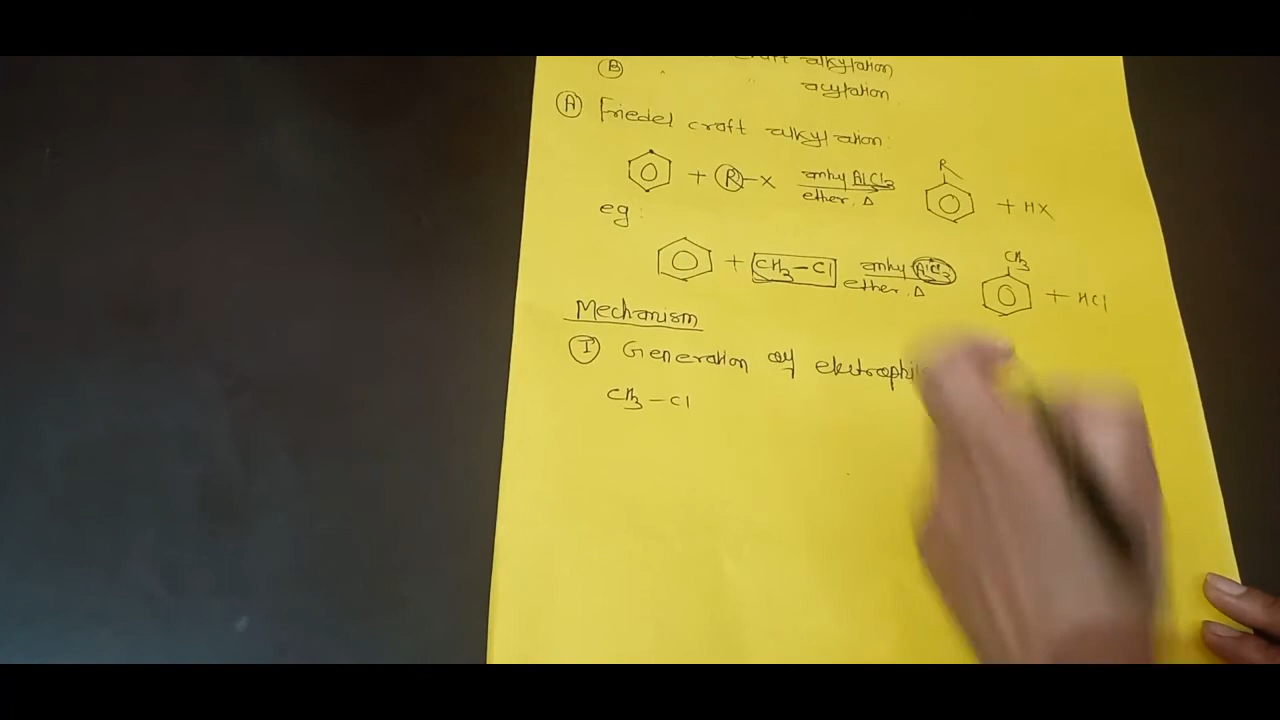 craft alkylation
Ⓑ " acylation
Ⓐ Friedel craft alkylation:
+ R-X anhy AlCl3 ether, Δ R + HX
eg:
+ CH3-Cl anhy AlCl3 ether, Δ CH3 + HCl
Mechanism
Ⓘ Generation of
CH3-Cl